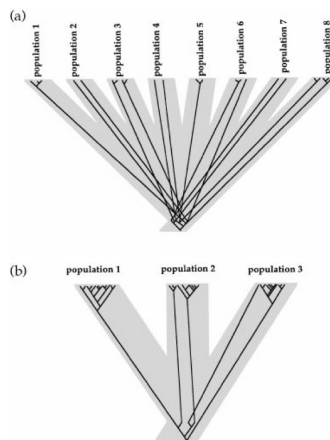 (a)
population 1
population 2
population 3
population 4
population 5
population 6
population 7
population 8
(b)
population 1
population 2
population 3